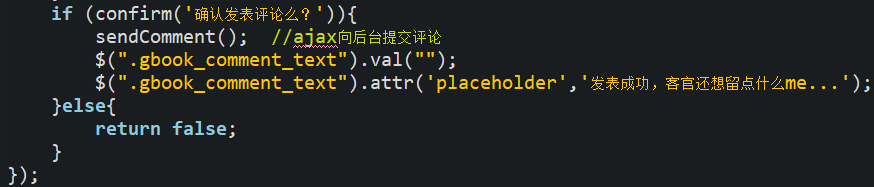 if (confirm('确认发表评论么？')){
sendComment();  //ajax向后台提交评论
$(".gbook_comment_text").val("");
$(".gbook_comment_text").attr('placeholder','发表成功，客官还想留点什么me...');
}else{
return false;
}
});